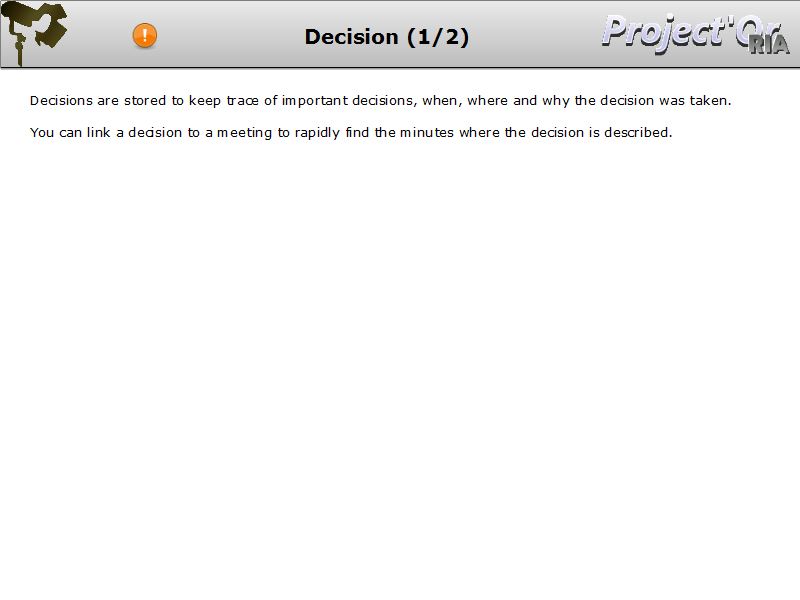 Decision (1/2)
Project'Or
RIA
Decisions are stored to keep trace of important decisions, when, where and why the decision was taken.
You can link a decision to a meeting to rapidly find the minutes where the decision is described.